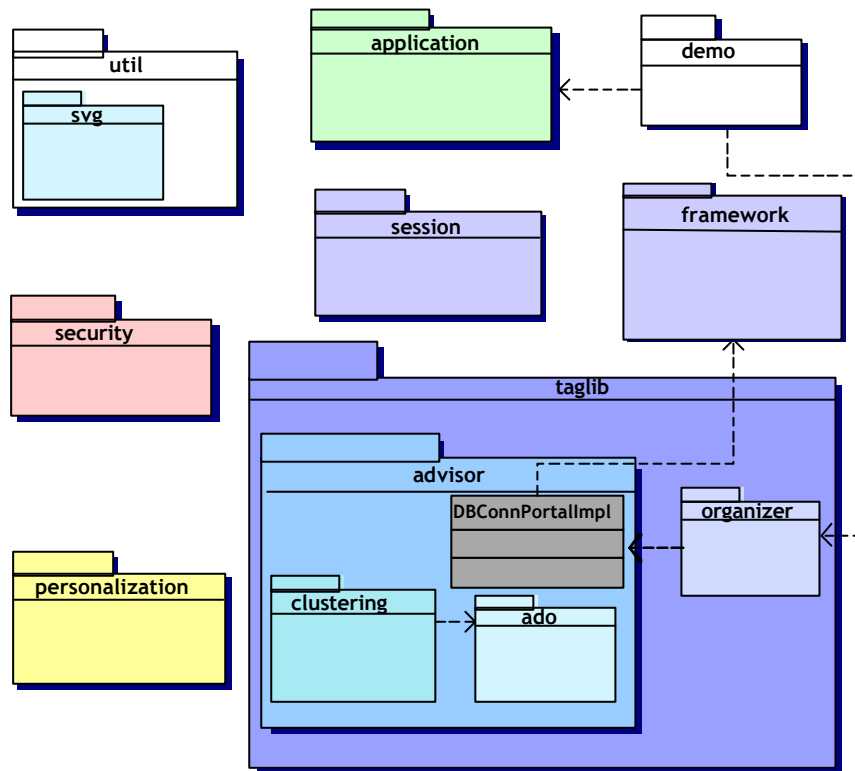 application
demo
util
svg
session
framework
security
taglib
advisor
DBConnPortalImpl
organizer
personalization
clustering
ado